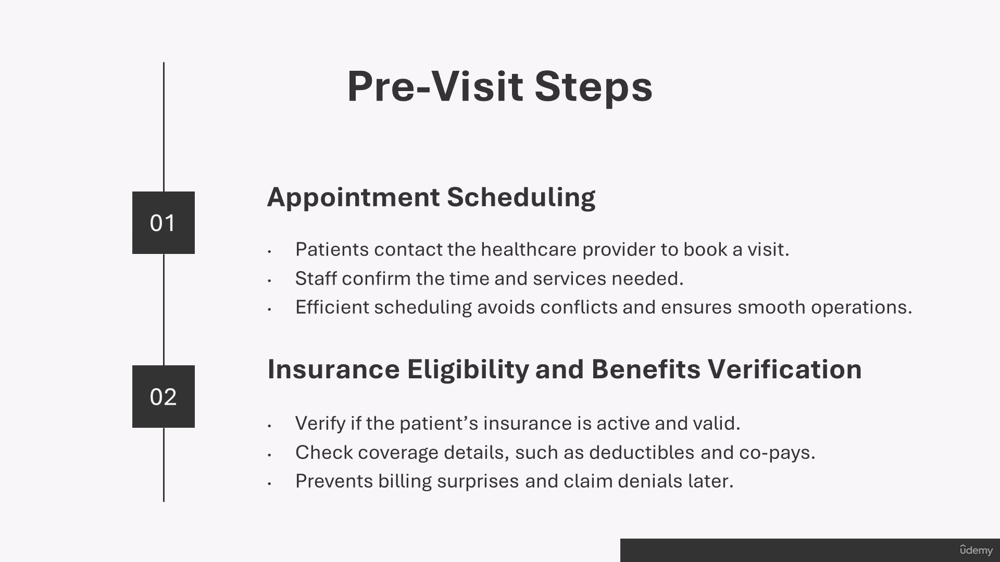 Pre-Visit Steps
01
Appointment Scheduling
• Patients contact the healthcare provider to book a visit.
• Staff confirm the time and services needed.
• Efficient scheduling avoids conflicts and ensures smooth operations.
02
Insurance Eligibility and Benefits Verification
• Verify if the patient’s insurance is active and valid.
• Check coverage details, such as deductibles and co-pays.
• Prevents billing surprises and claim denials later.
udemy